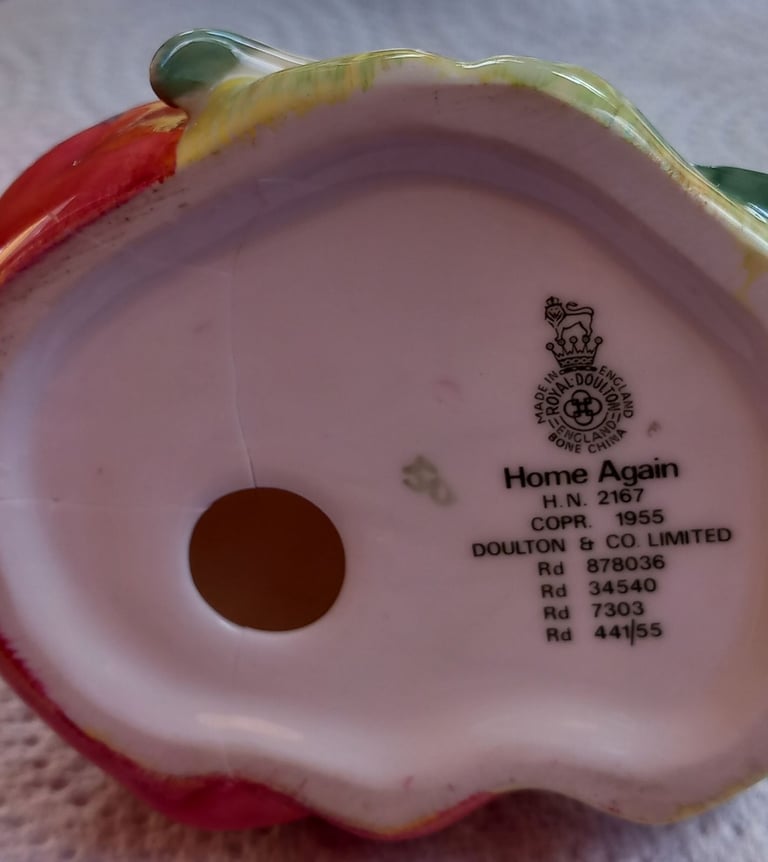 MADE IN ENGLAND
ROYAL·DOULTON
ENGLAND
BONE CHINA
Home Again
H.N. 2167
COPR. 1955
DOULTON & CO. LIMITED
Rd 878036
Rd 34540
Rd 7303
Rd 441/55